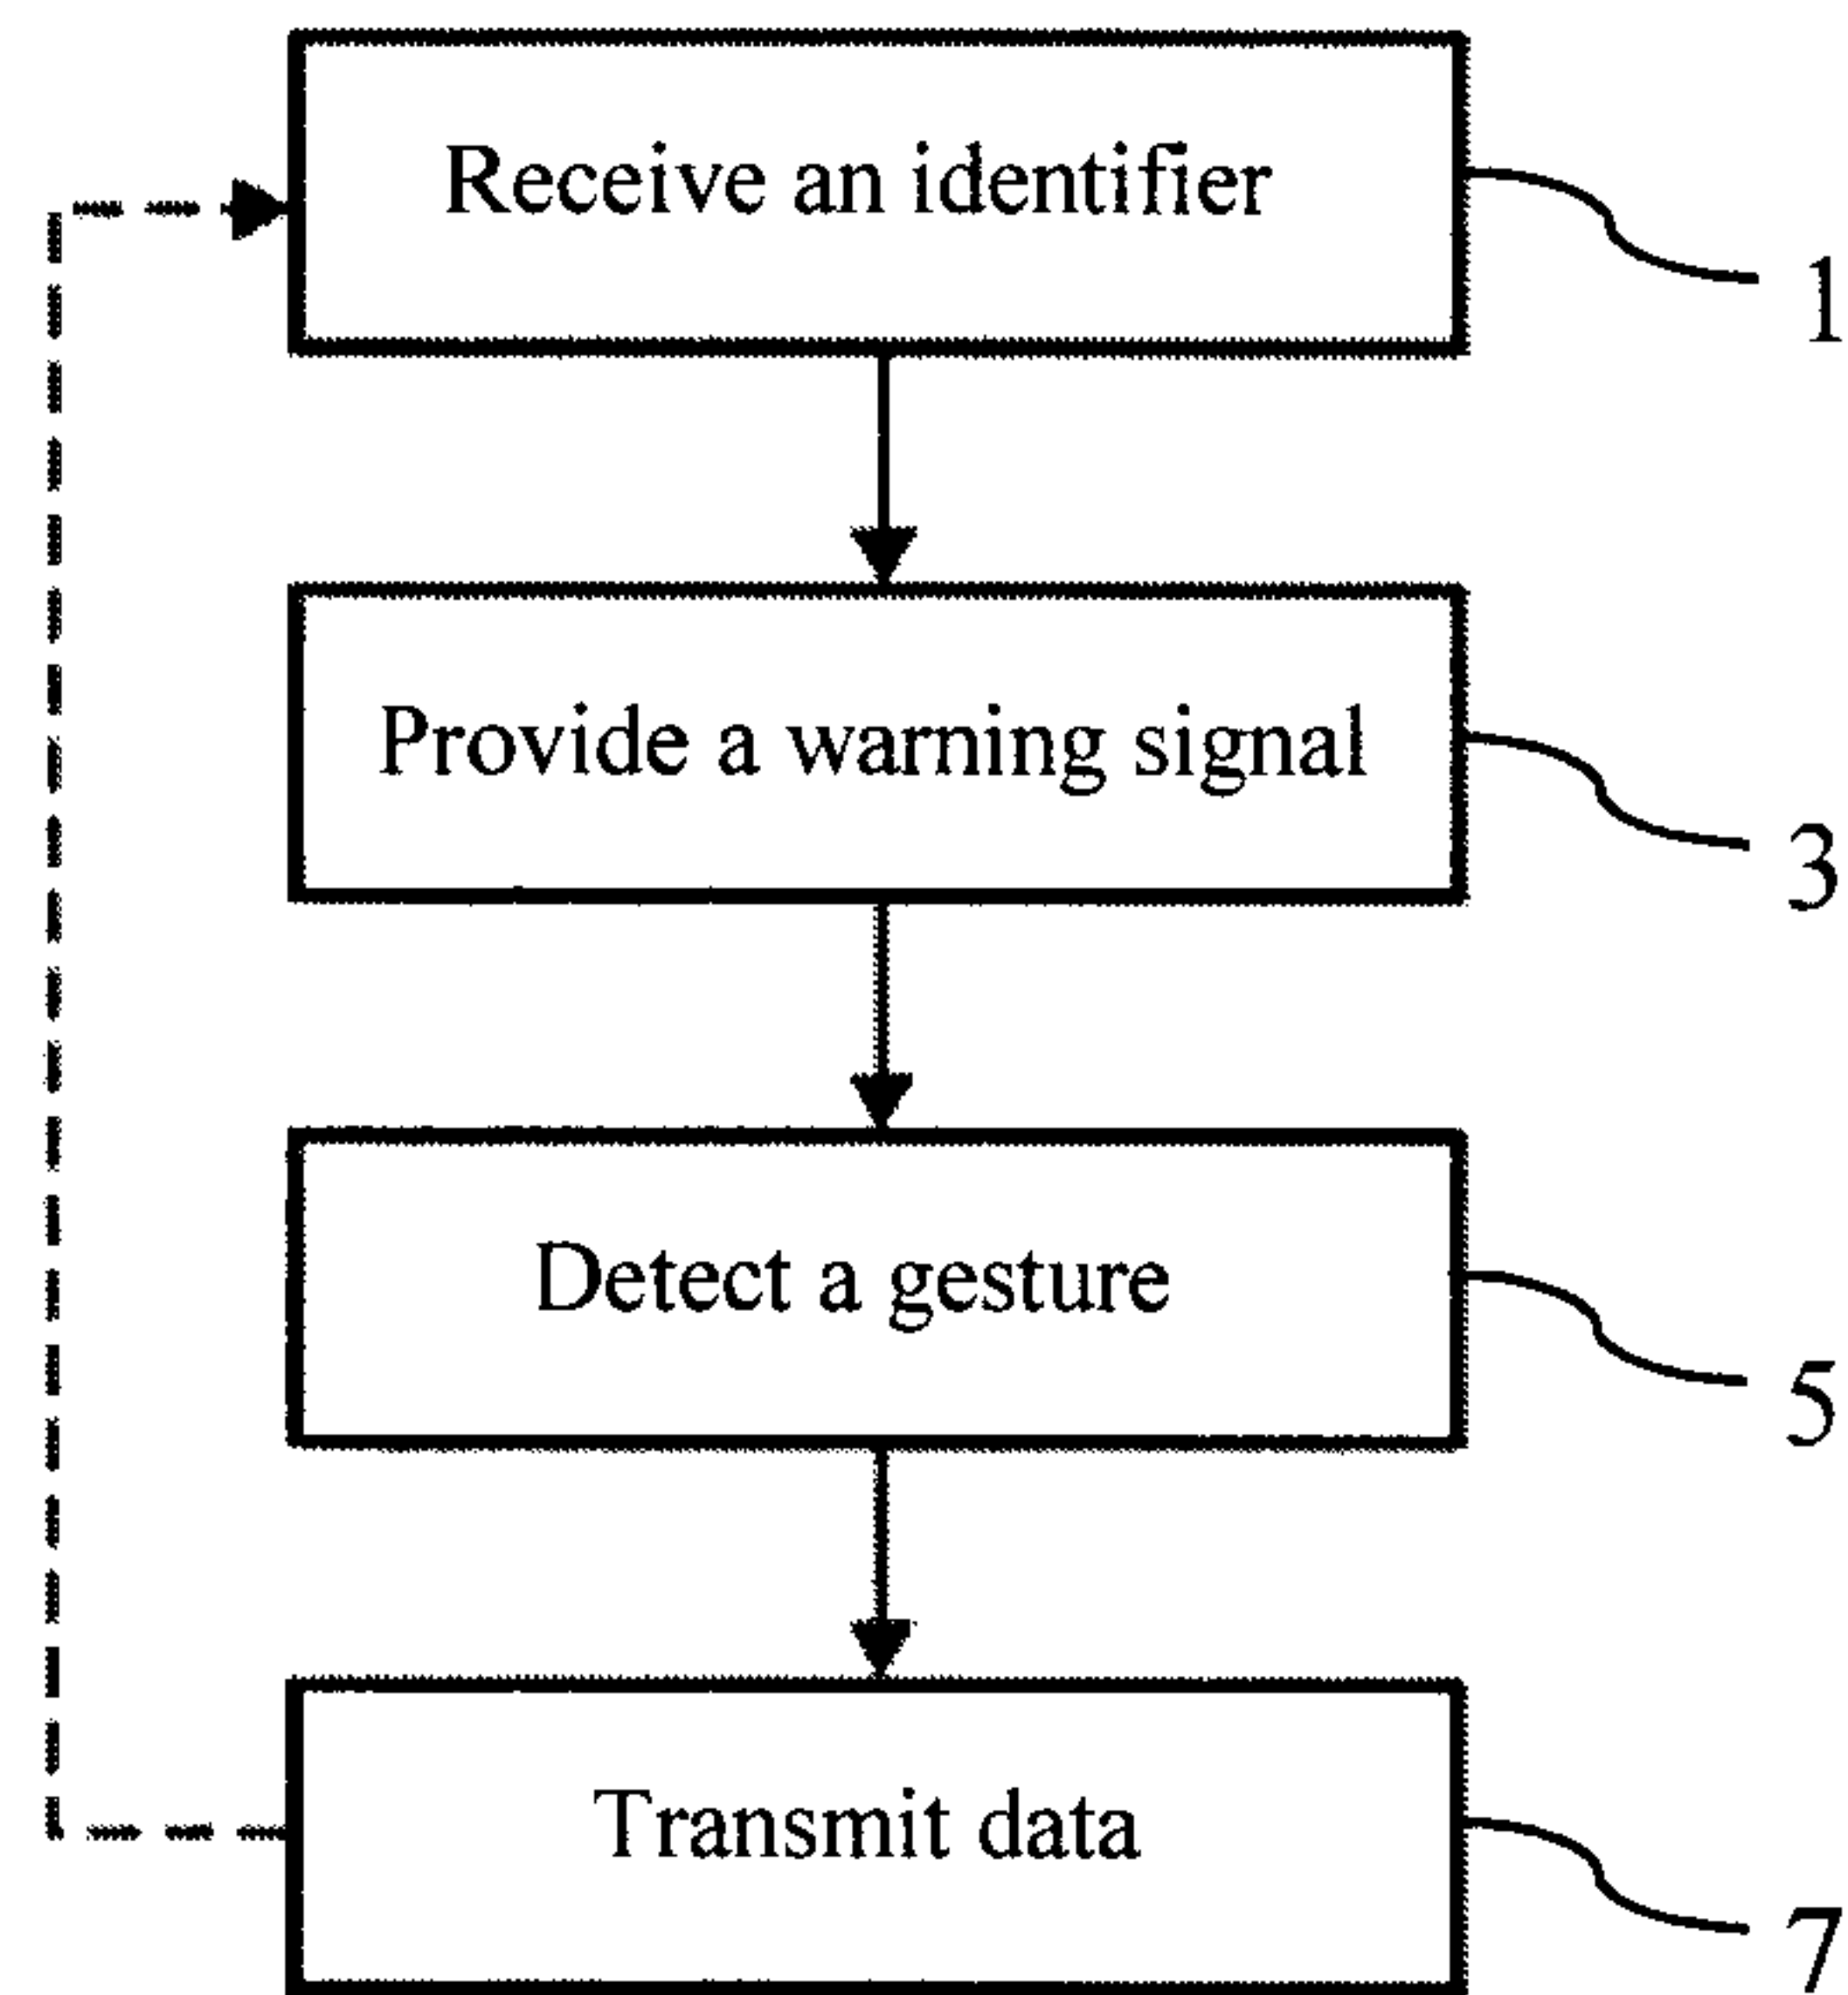 Receive an identifier
1
Provide a warning signal
3
Detect a gesture
5
Transmit data
7